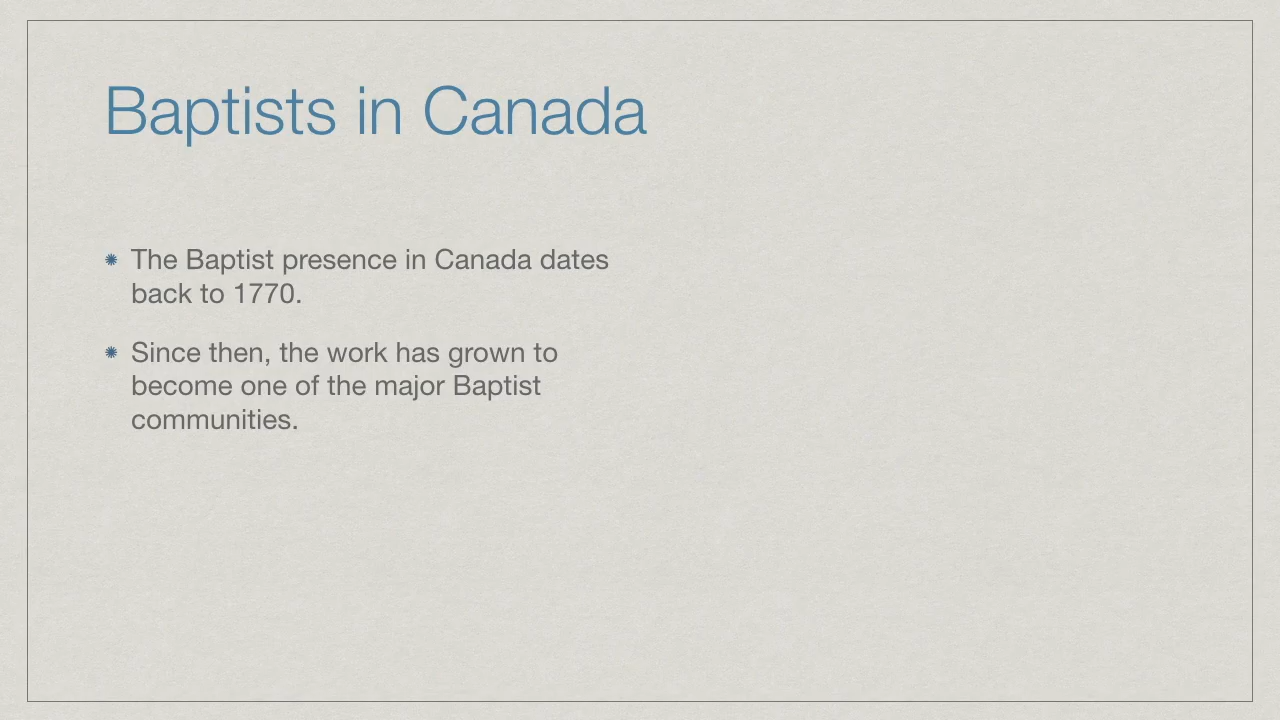 Baptists in Canada
The Baptist presence in Canada dates
back to 1770.
Since then, the work has grown to
become one of the major Baptist
communities.